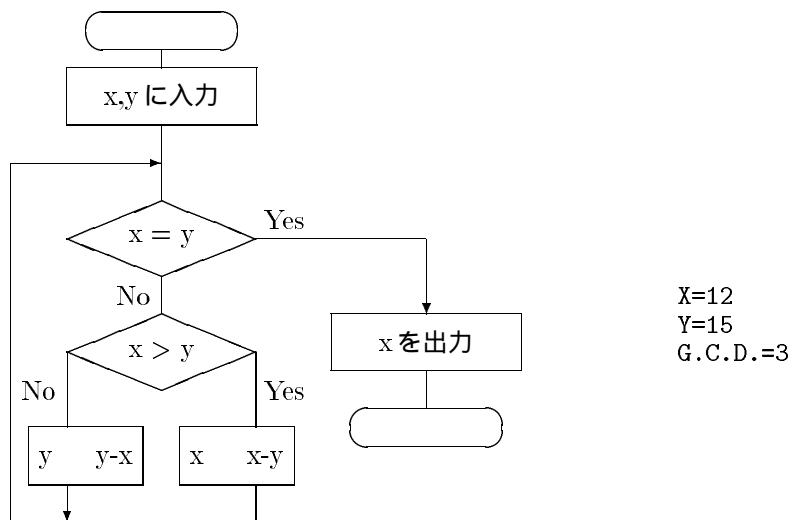 x,y に入力
x = y
Yes
No
x > y
No
Yes
y y-x
x x-y
x を出力
X=12
Y=15
G.C.D.=3